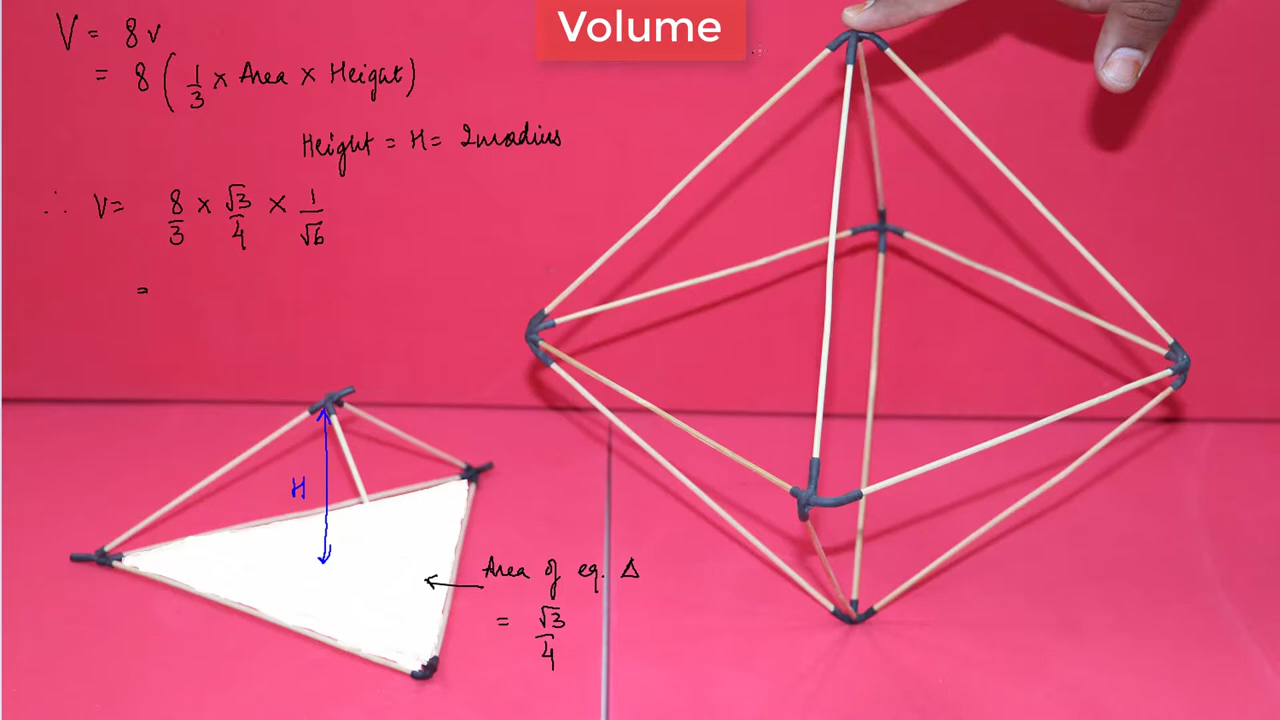 Volume
V = 8v
= 8 ( 1/3 × Area × Height )
Height = H = Inradius
∴ V = 8/3 × √3/4 × 1/√6
=
H
Area of eq. Δ
= √3/4